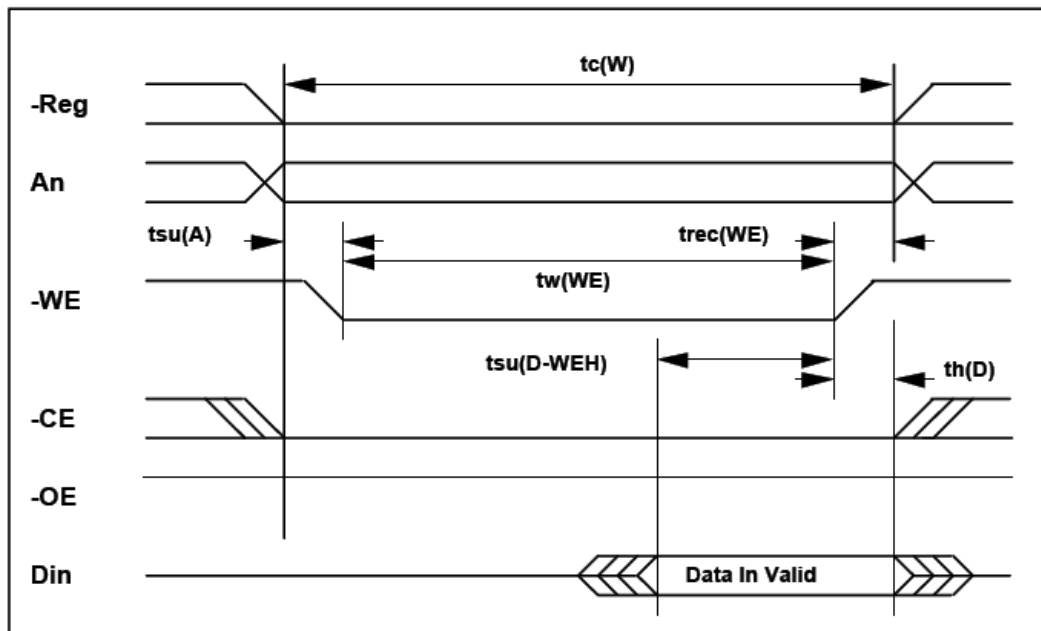 tc(W)
-Reg
An
tsu(A)
trec(WE)
tw(WE)
-WE
tsu(D-WEH)
th(D)
-CE
-OE
Din
Data In Valid